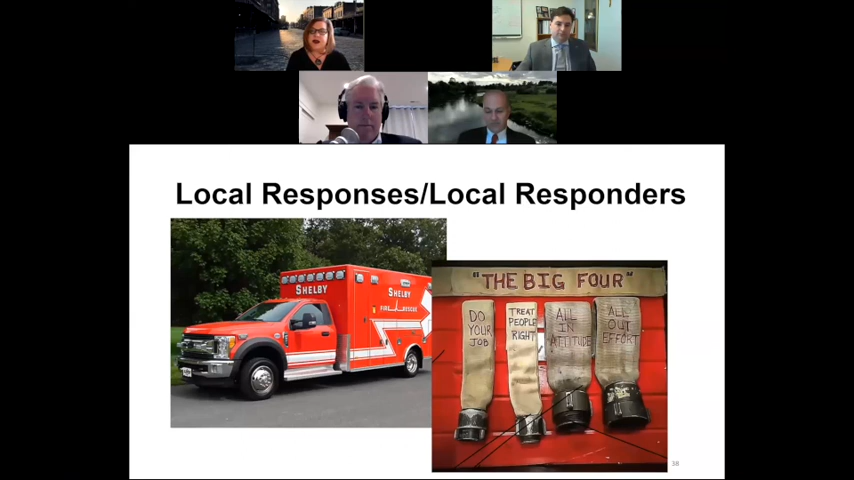 Local Responses/Local Responders
SHELBY
SHELBY
FIRE RESCUE
"THE BIG FOUR"
DO
YOUR
JOB
TREAT
PEOPLE
RIGHT
ALL
IN
ATTITUDE
ALL
OUT
EFFORT
38